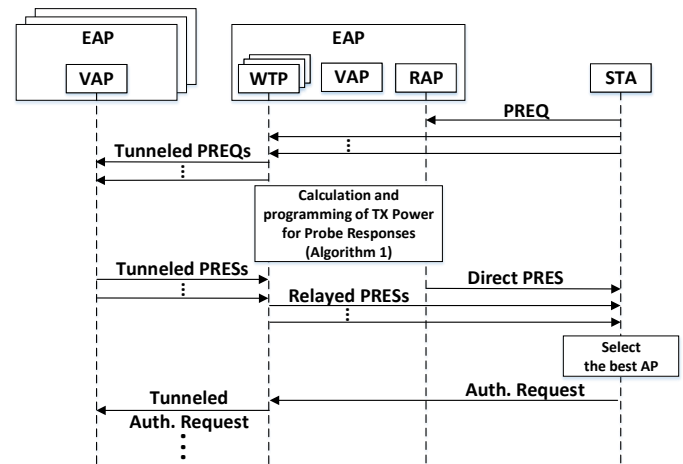 EAP
EAP
VAP
WTP
VAP
RAP
STA
PREQ
Tunneled PREQs
Calculation and
programming of TX Power
for Probe Responses
(Algorithm 1)
Tunneled PRESs
Direct PRES
Relayed PRESs
Select
the best AP
Auth. Request
Tunneled
Auth. Request